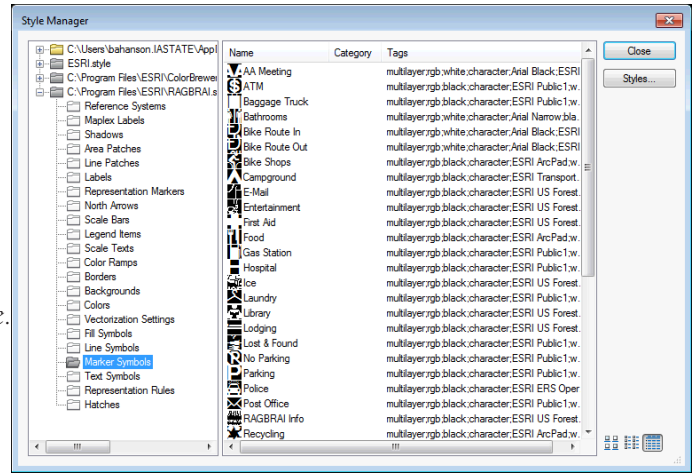 Style Manager
C:\Users\bahanson.IASTATE\Appl
ESRI.style
C:\Program Files\ESRI\ColorBrewer
C:\Program Files\ESRI\RAGBRAI.s
Reference Systems
Maplex Labels
Shadows
Area Patches
Line Patches
Labels
Representation Markers
North Arrows
Scale Bars
Legend Items
Scale Texts
Color Ramps
Borders
Backgrounds
Colors
Vectorization Settings
Fill Symbols
Line Symbols
Marker Symbols
Text Symbols
Representation Rules
Hatches
Name Category Tags
AA Meeting multilayer;rgb;white;character;Arial Black;ESRI
ATM multilayer;rgb;black;character;ESRI Public1;w.
Baggage Truck multilayer;rgb;black;character;ESRI Public1;w.
Bathrooms multilayer;rgb;white;character;Arial Narrow;bla.
Bike Route In multilayer;rgb;white;character;Arial Black;ESRI
Bike Route Out multilayer;rgb;white;character;Arial Black;ESRI
Bike Shops multilayer;rgb;black;character;ESRI ArcPad;w.
Campground multilayer;rgb;black;character;ESRI Transport.
E-Mail multilayer;rgb;black;character;ESRI US Forest.
Entertainment multilayer;rgb;black;character;ESRI US Forest.
First Aid multilayer;rgb;black;character;ESRI US Forest.
Food multilayer;rgb;black;character;ESRI ArcPad;w.
Gas Station multilayer;rgb;black;character;ESRI Public1;w.
Hospital multilayer;rgb;black;character;ESRI Public1;w.
Ice multilayer;rgb;black;character;ESRI US Forest.
Laundry multilayer;rgb;black;character;ESRI Public1;w.
Library multilayer;rgb;black;character;ESRI US Forest.
Lodging multilayer;rgb;black;character;ESRI US Forest.
Lost & Found multilayer;rgb;black;character;ESRI Public1;w.
No Parking multilayer;rgb;black;character;ESRI Public1;w.
Parking multilayer;rgb;black;character;ESRI Public1;w.
Police multilayer;rgb;black;character;ESRI ERS Oper
Post Office multilayer;rgb;black;character;ESRI Public1;w.
RAGBRAI Info multilayer;rgb;black;character;ESRI US Forest.
Recycling multilayer;rgb;black;character;ESRI ArcPad;w.
Close
Styles...